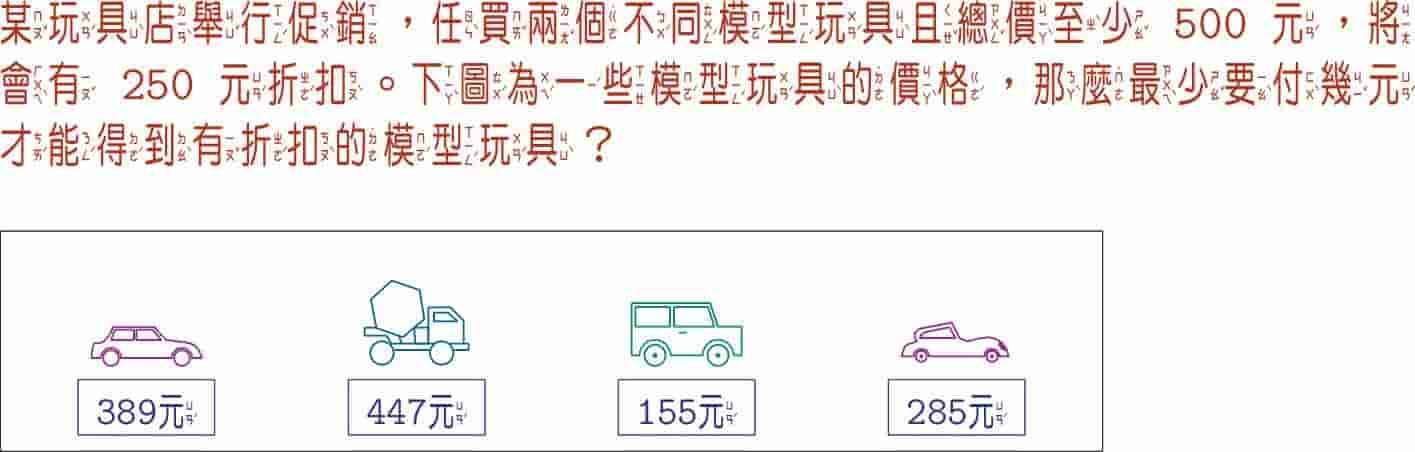 某玩具店舉行促銷，任買兩個不同模型玩具且總價至少 500 元，將
會有 250 元折扣。下圖為一些模型玩具的價格，那麼最少要付幾元
才能得到有折扣的模型玩具？
389元 447元 155元 285元